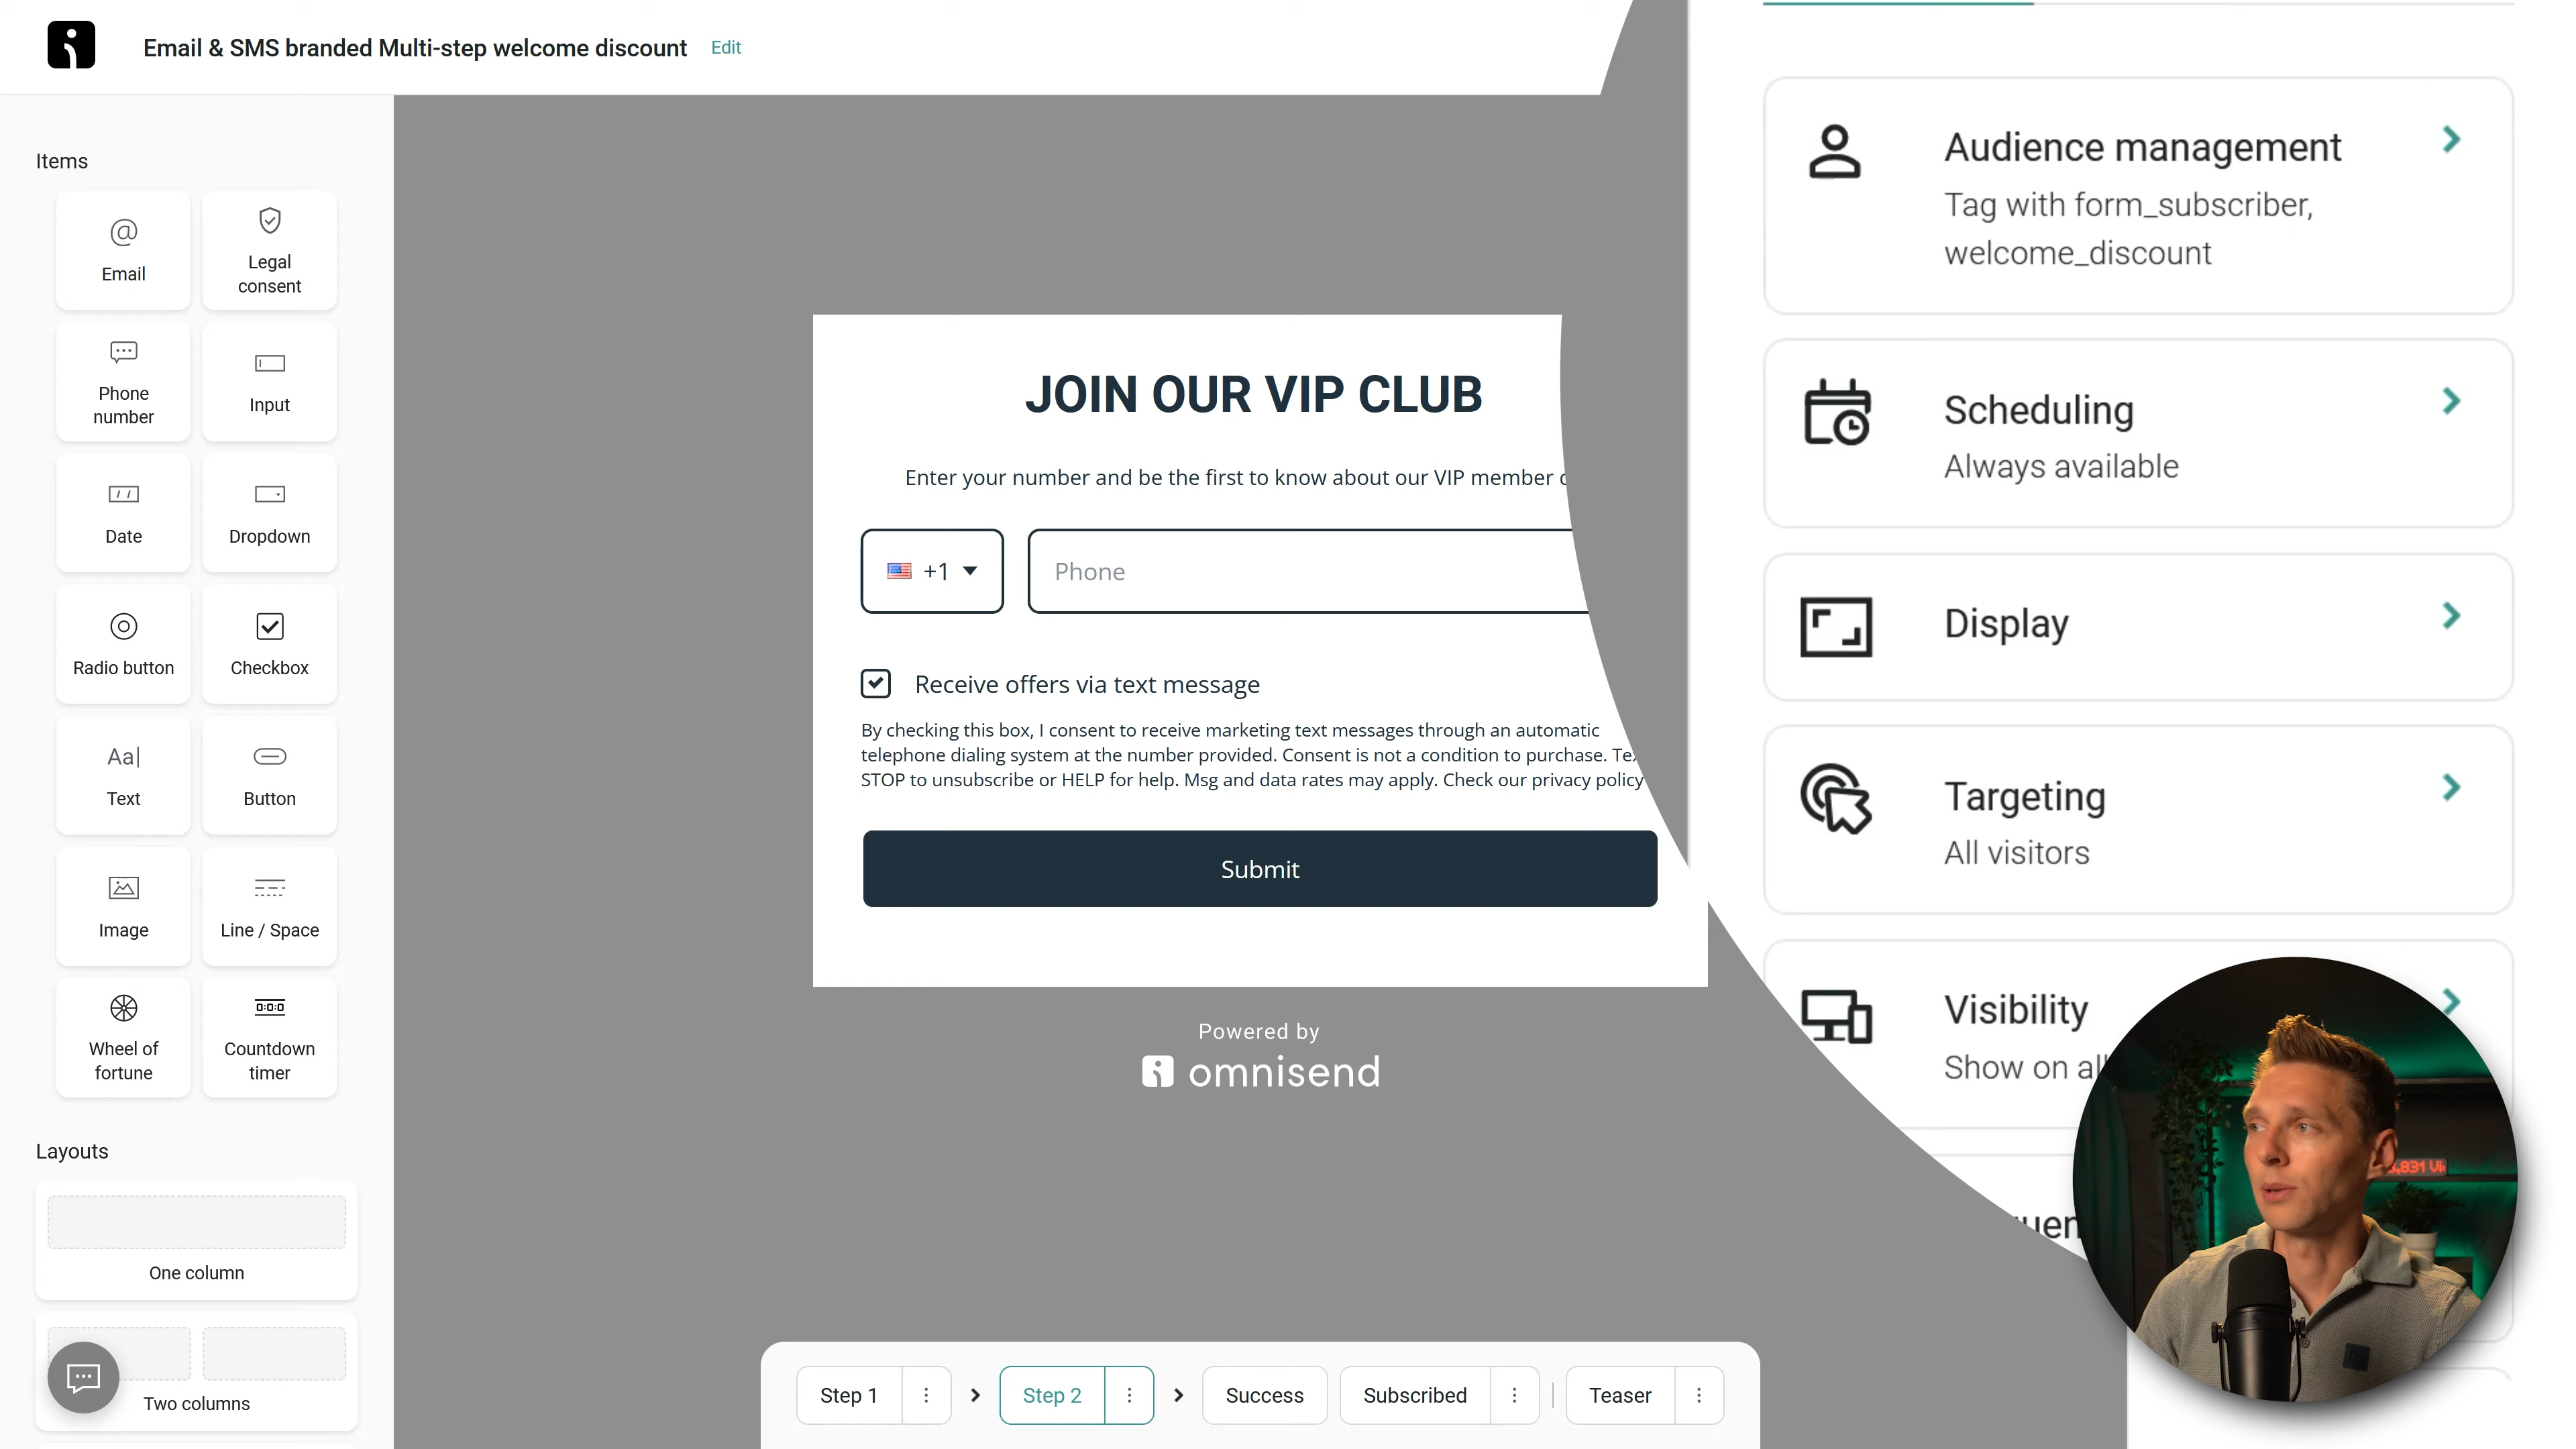 Email & SMS branded Multi-step welcome discount Edit
Items
Email
Legal
consent
Phone
number
Input
Date
Dropdown
Radio button
Checkbox
Aa|
Text
Button
Image
Line / Space
Wheel of
fortune
Countdown
timer
Layouts
One column
Two columns
JOIN OUR VIP CLUB
Enter your number and be the first to know about our VIP member
+1
Phone
Receive offers via text message
By checking this box, I consent to receive marketing text messages through an automatic
telephone dialing system at the number provided. Consent is not a condition to purchase.
STOP to unsubscribe or HELP for help. Msg and data rates may apply. Check our privacy policy
Submit
Powered by
omnisend
Step 1
Step 2
Success
Subscribed
Teaser
Audience management
Tag with form_subscriber,
welcome_discount
Scheduling
Always available
Display
Targeting
All visitors
Visibility
Show on